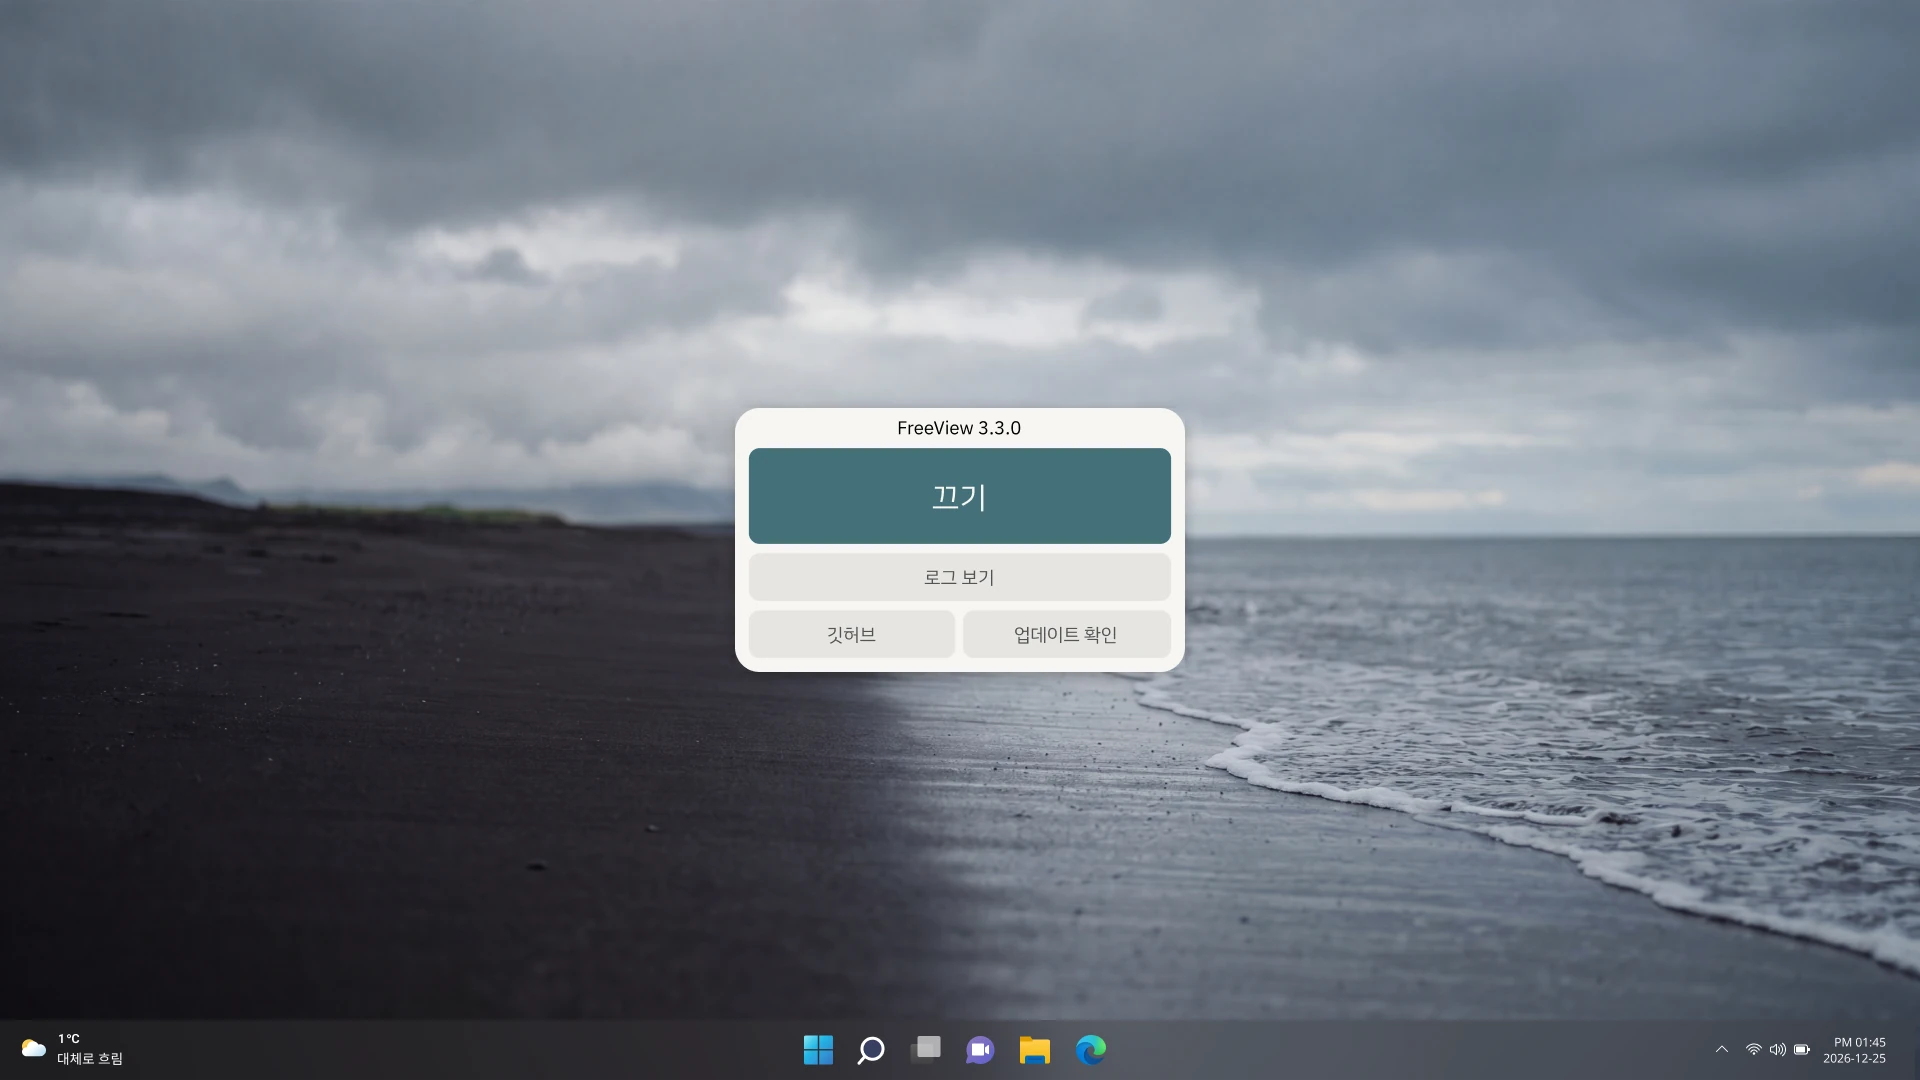 FreeView 3.3.0
끄기
로그 보기
깃허브
업데이트 확인
1°C
대체로 흐림
PM 01:45
2026-12-25